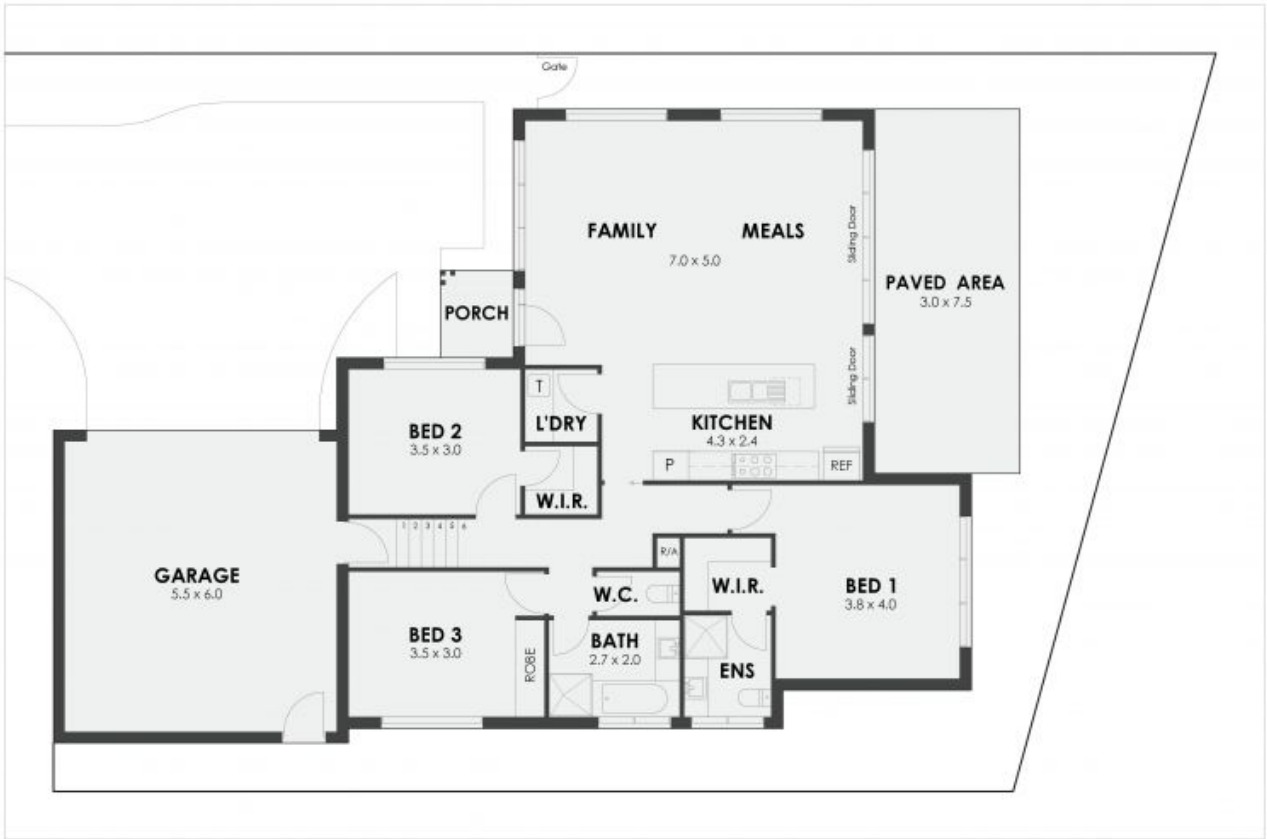 Gate
FAMILY
MEALS
7.0 x 5.0
Sliding Door
PAVED AREA
3.0 x 7.5
PORCH
Sliding Door
T
L'DRY
BED 2
3.5 x 3.0
KITCHEN
4.3 x 2.4
P
REF
W.I.R.
1 2 3 4 5 6
R/A
GARAGE
5.5 x 6.0
W.C.
W.I.R.
BED 1
3.8 x 4.0
BED 3
3.5 x 3.0
ROBE
BATH
2.7 x 2.0
ENS